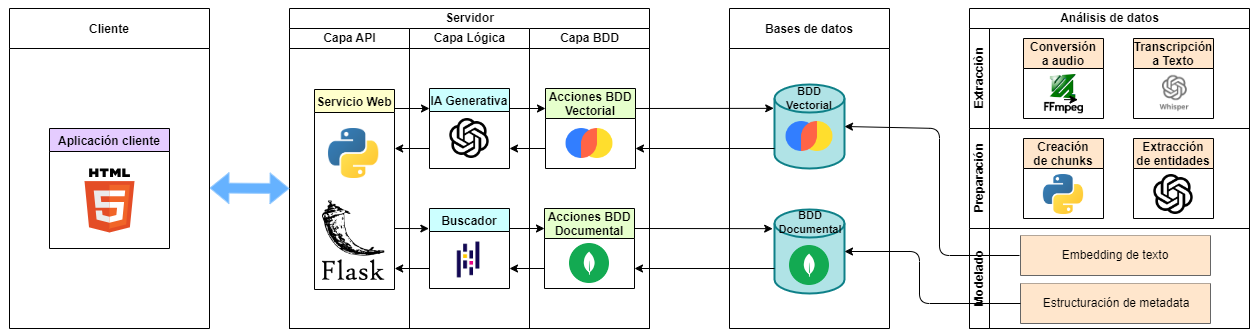 Cliente
Aplicación cliente
HTML
5
Servidor
Capa API
Capa Lógica
Capa BDD
Servicio Web
Flask
IA Generativa
Buscador
Acciones BDD
Vectorial
Acciones BDD
Documental
Bases de datos
BDD
Vectorial
BDD
Documental
Análisis de datos
Extracción
Conversión
a audio
FFmpeg
Transcripción
a Texto
Whisper
Preparación
Creación
de chunks
Extracción
de entidades
Modelado
Embedding de texto
Estructuración de metadata